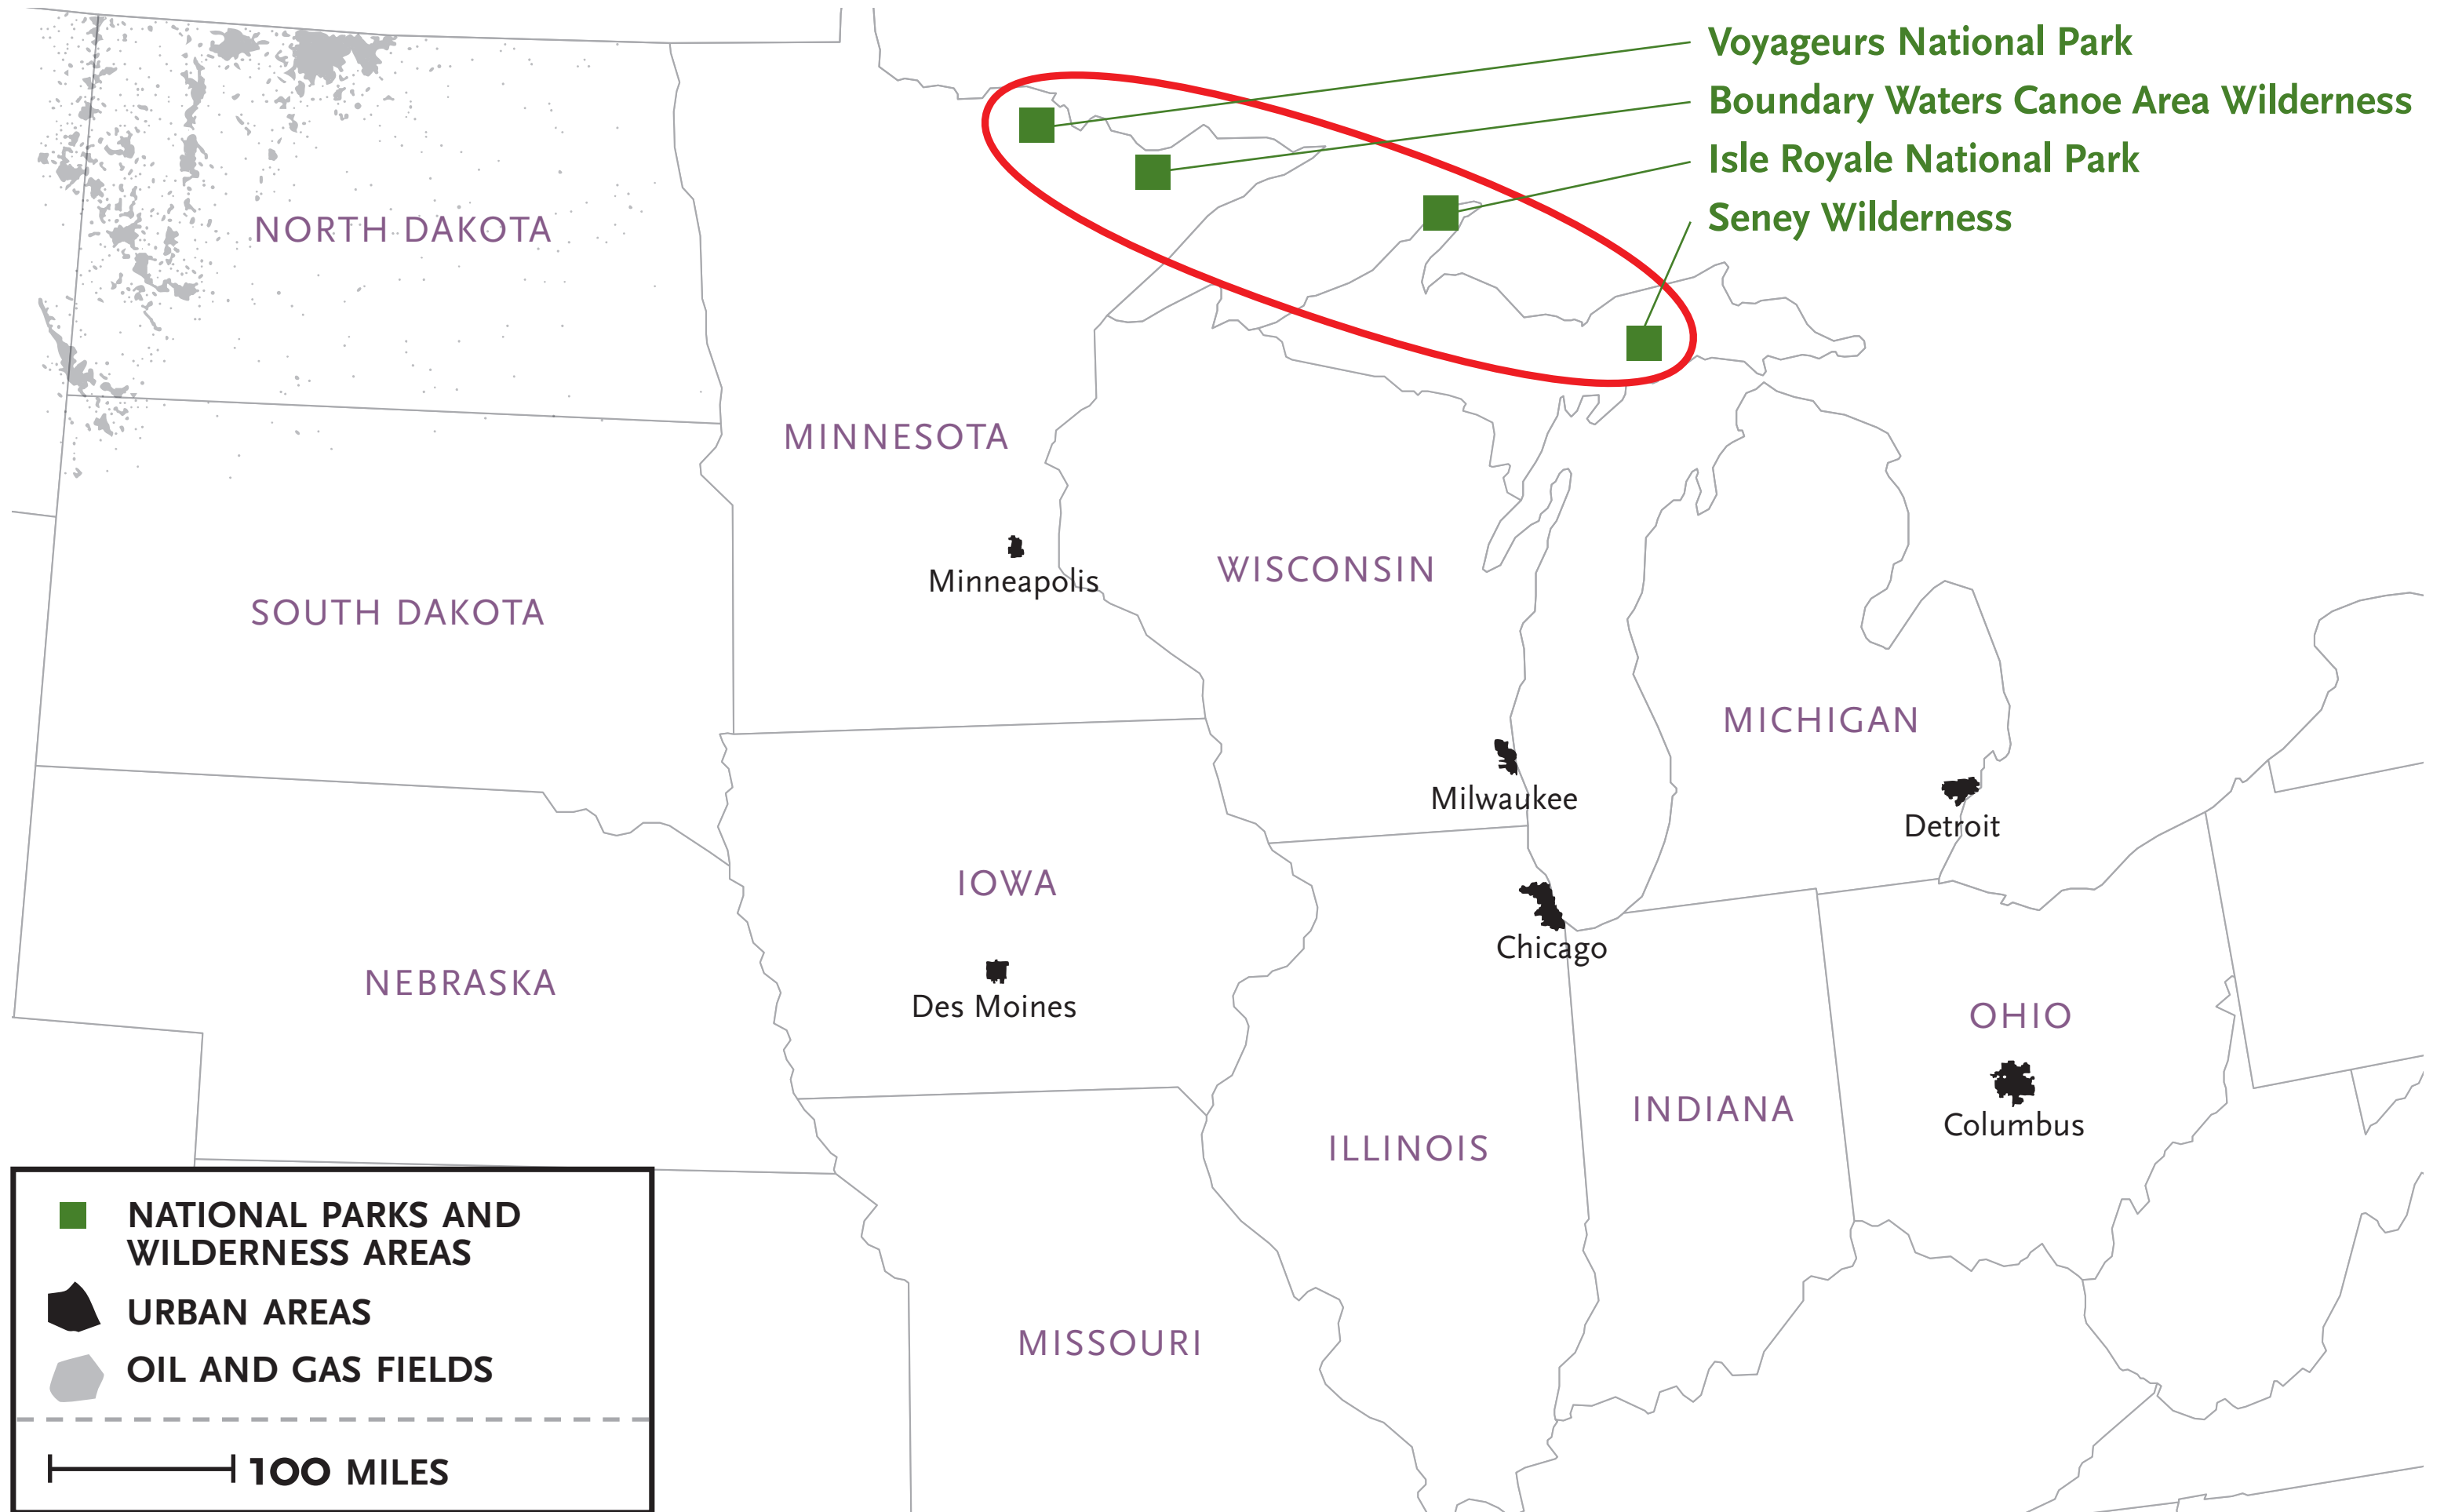 Voyageurs National Park
Boundary Waters Canoe Area Wilderness
Isle Royale National Park
Seney Wilderness
NORTH DAKOTA
MINNESOTA
Minneapolis
WISCONSIN
SOUTH DAKOTA
MICHIGAN
Milwaukee
Detroit
IOWA
Chicago
NEBRASKA
Des Moines
OHIO
INDIANA
Columbus
ILLINOIS
MISSOURI
NATIONAL PARKS AND
WILDERNESS AREAS
URBAN AREAS
OIL AND GAS FIELDS
100 MILES